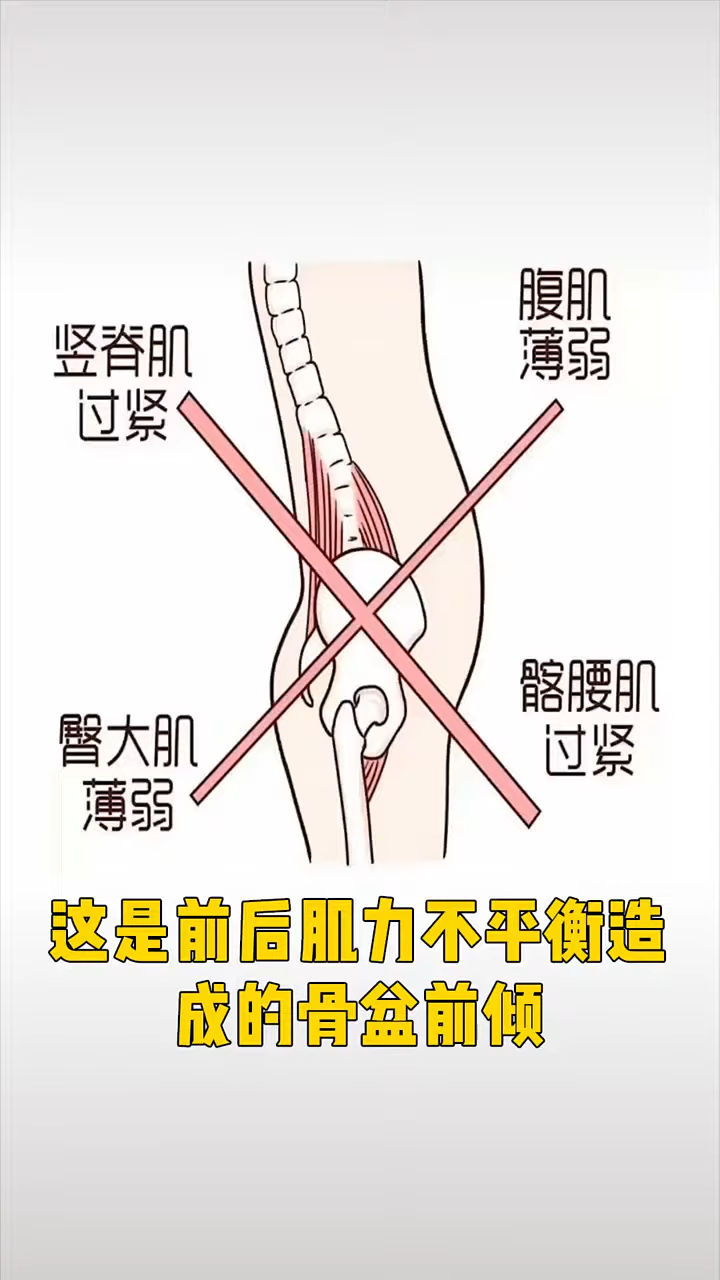 竖脊肌
过紧
腹肌
薄弱
臀大肌
薄弱
髂腰肌
过紧
这是前后肌力不平衡造
成的骨盆前倾